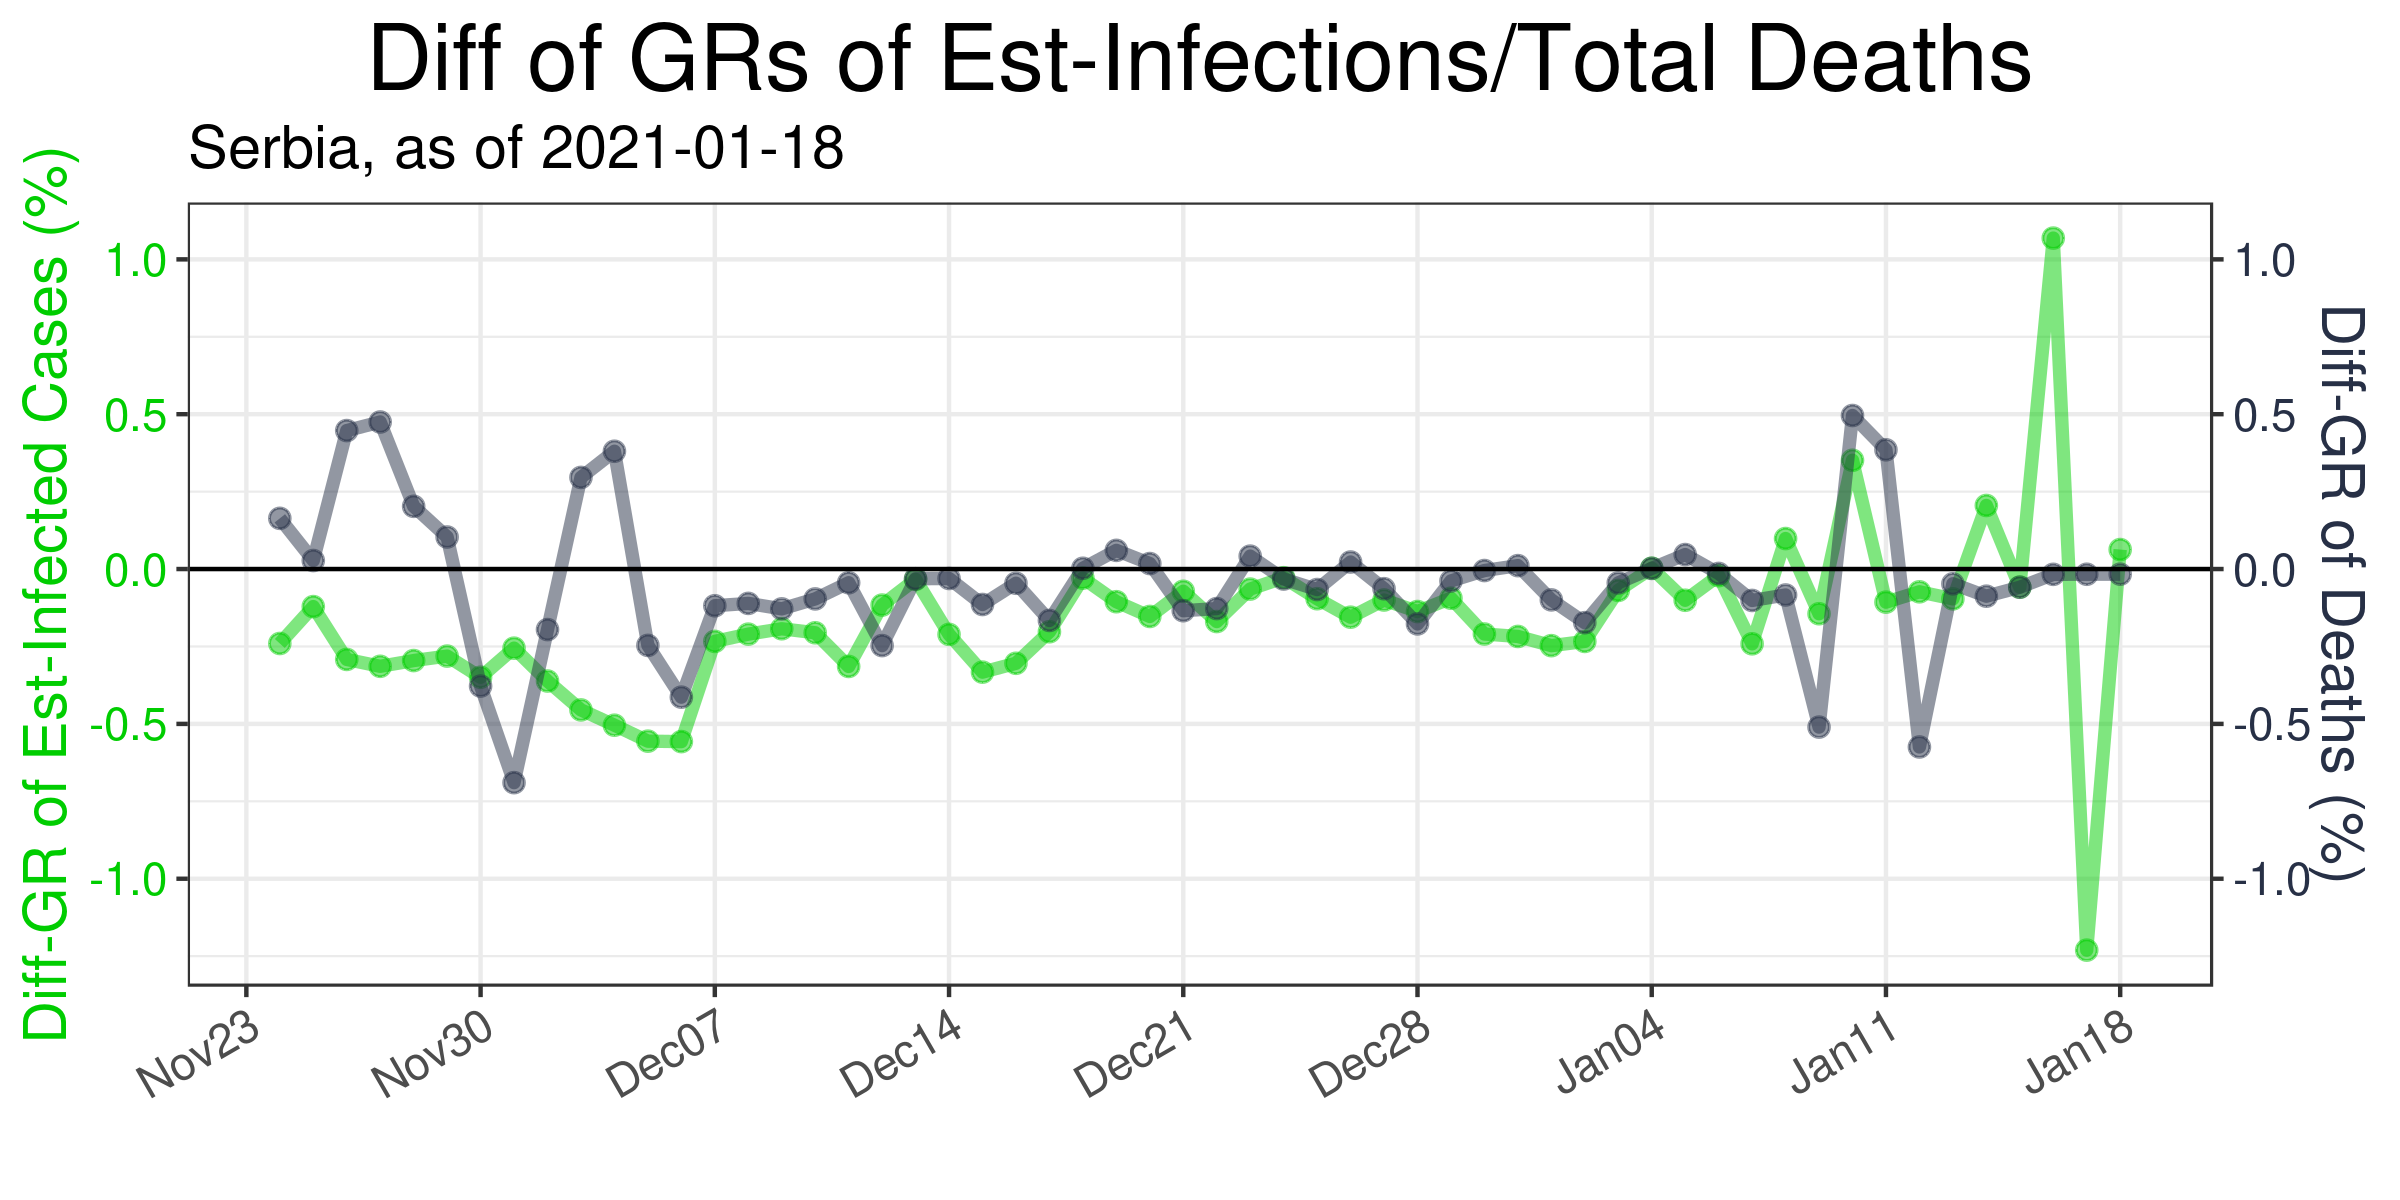 Diff of GRs of Est-Infections/Total Deaths
Serbia, as of 2021-01-18
Diff-GR of Est-Infected Cases (%)
1.0
0.5
0.0
-0.5
-1.0
1.0
0.5
0.0
-0.5
-1.0
Diff-GR of Deaths (%)
Nov23 Nov30 Dec07 Dec14 Dec21 Dec28 Jan04 Jan11 Jan18